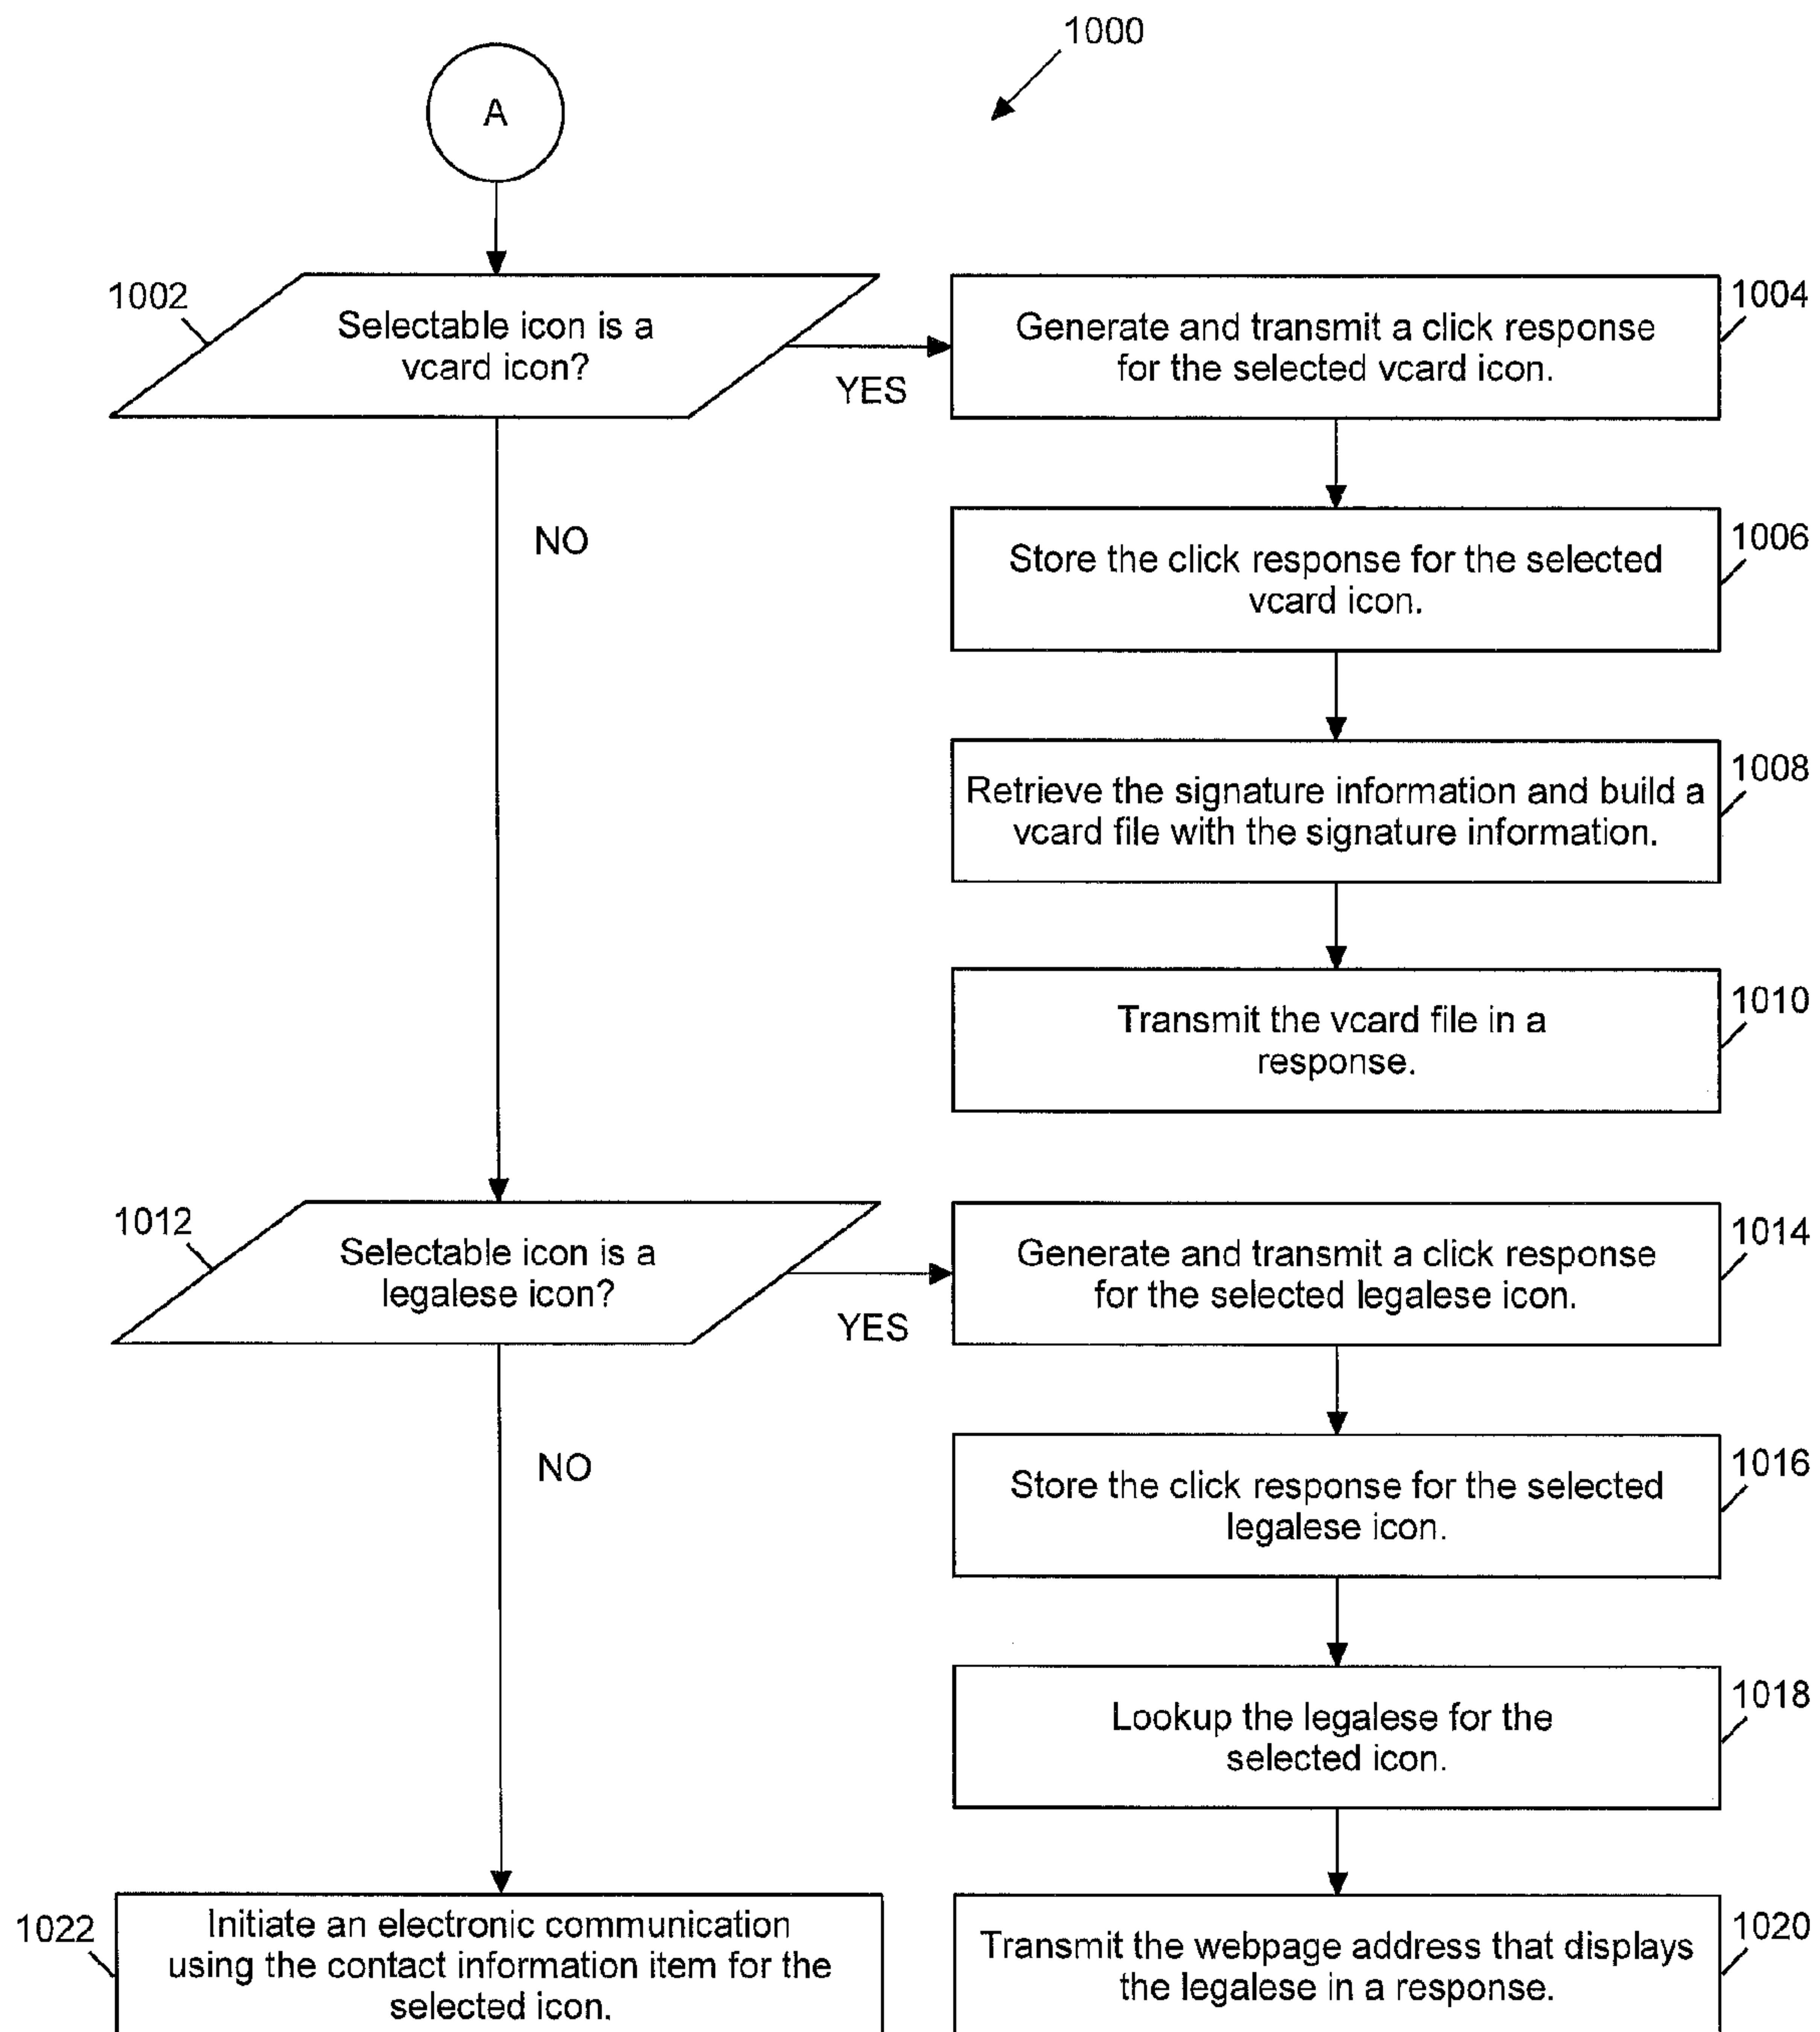 1000
A
1002
Selectable icon is a
vcard icon?
YES
NO
1004
Generate and transmit a click response
for the selected vcard icon.
1006
Store the click response for the selected
vcard icon.
1008
Retrieve the signature information and build a
vcard file with the signature information.
1010
Transmit the vcard file in a
response.
1012
Selectable icon is a
legalese icon?
YES
NO
1014
Generate and transmit a click response
for the selected legalese icon.
1016
Store the click response for the selected
legalese icon.
1018
Lookup the legalese for the
selected icon.
1020
Transmit the webpage address that displays
the legalese in a response.
1022
Initiate an electronic communication
using the contact information item for the
selected icon.